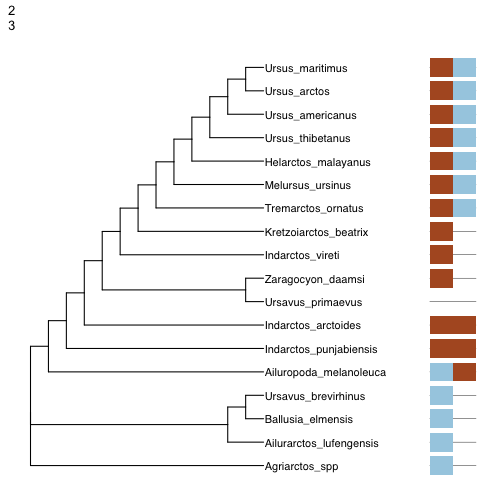 2
3
Ursus_maritimus
Ursus_arctos
Ursus_americanus
Ursus_thibetanus
Helarctos_malayanus
Melursus_ursinus
Tremarctos_ornatus
Kretzoiarctos_beatrix
Indarctos_vireti
Zaragocyon_daamsi
Ursavus_primaevus
Indarctos_arctoides
Indarctos_punjabiensis
Ailuropoda_melanoleuca
Ursavus_brevirhinus
Ballusia_elmensis
Ailurarctos_lufengensis
Agriarctos_spp